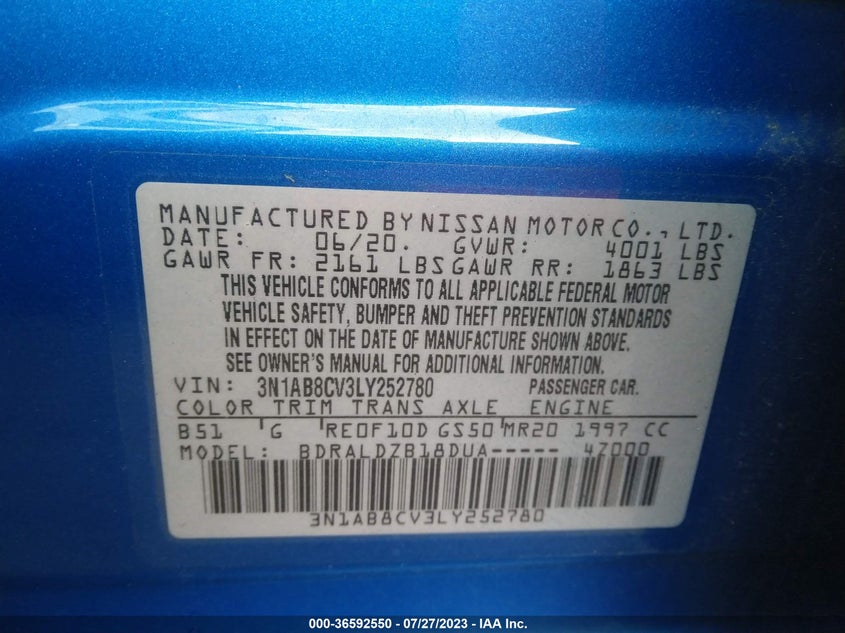 MANUFACTURED BY NISSAN MOTOR CO., LTD.
DATE: 06/20. GVWR: 4001 LBS
GAWR FR: 2161 LBS GAWR RR: 1863 LBS
THIS VEHICLE CONFORMS TO ALL APPLICABLE FEDERAL MOTOR
VEHICLE SAFETY, BUMPER AND THEFT PREVENTION STANDARDS
IN EFFECT ON THE DATE OF MANUFACTURE SHOWN ABOVE.
SEE OWNER'S MANUAL FOR ADDITIONAL INFORMATION.
VIN: 3N1AB8CV3LY252780 PASSENGER CAR.
COLOR TRIM TRANS AXLE ENGINE
B51 'G 'RE0F10D GS50'MR20 1997 CC
MODEL: BDRALDZB18DUA----- 4Z000
3N1AB8CV3LY252780
000-36592550 - 07/27/2023 - IAA Inc.